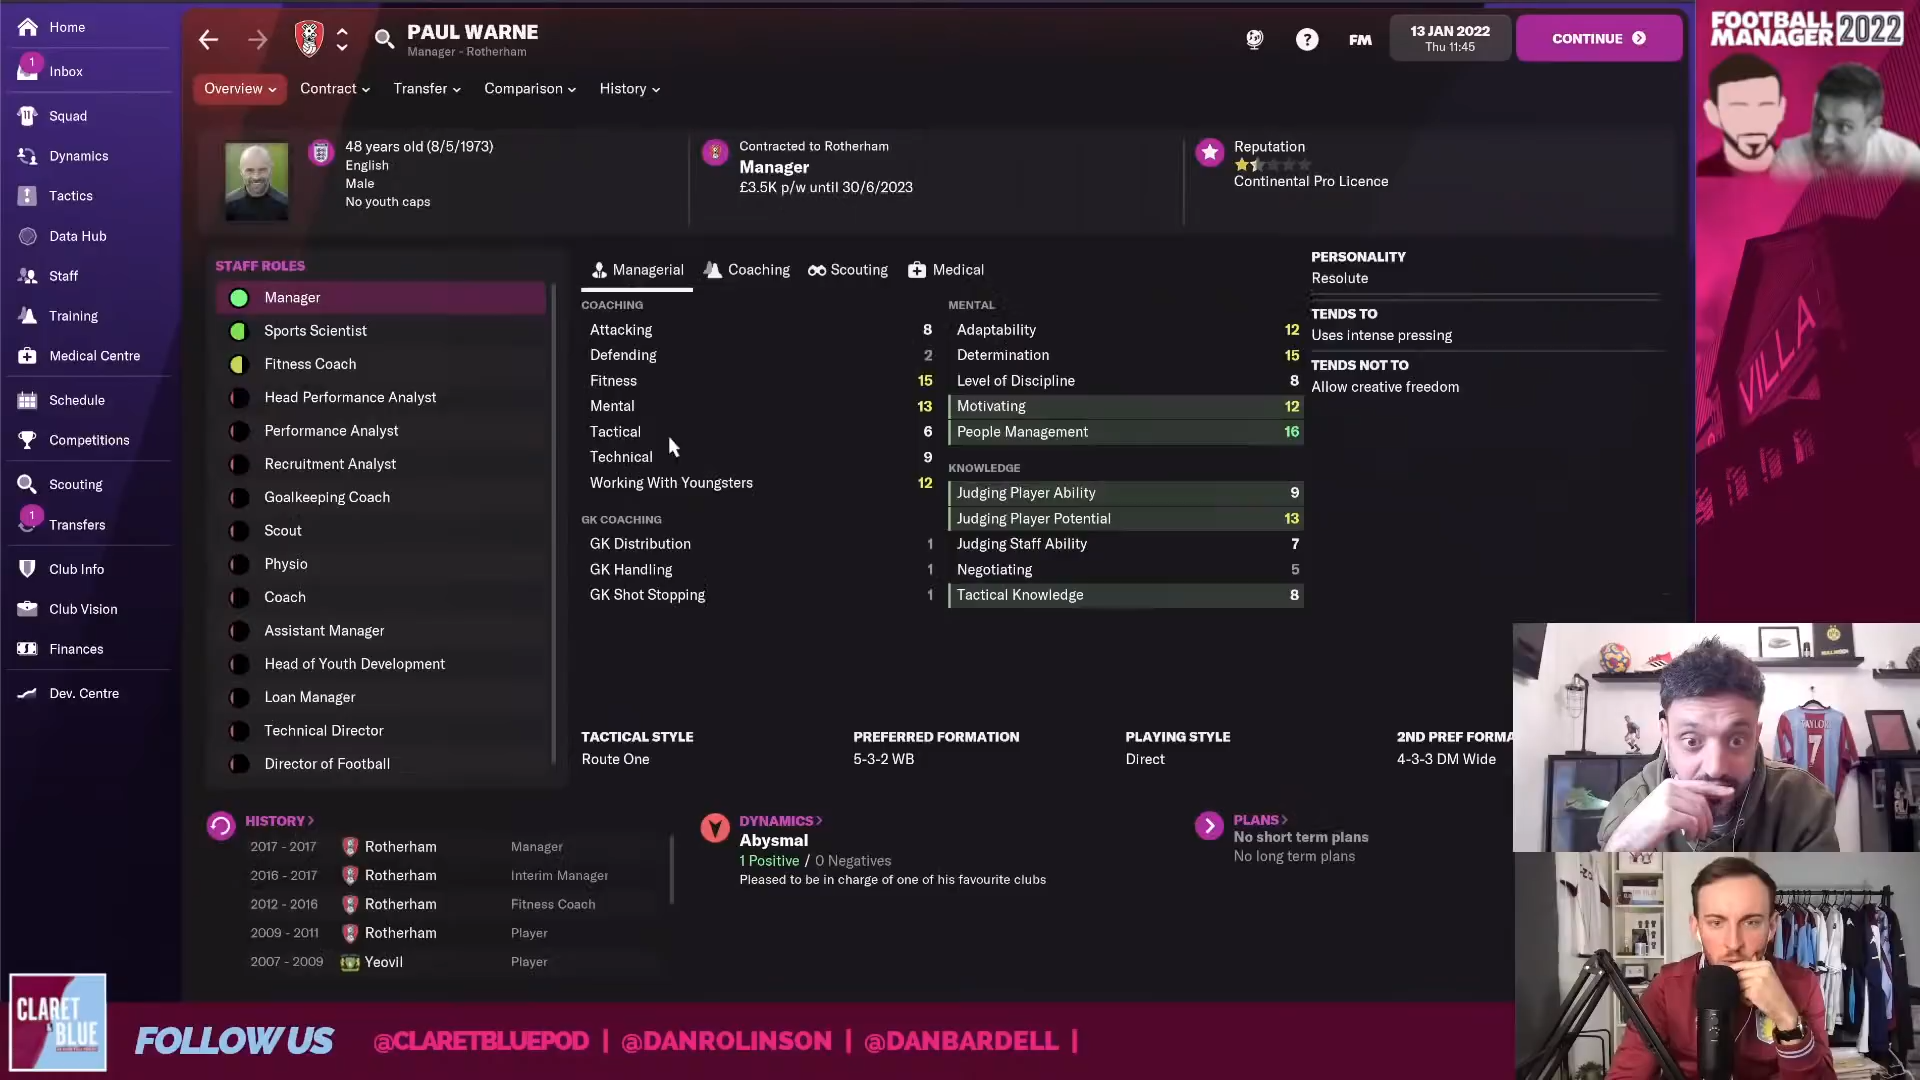 Home
1
Inbox
Squad
Dynamics
Tactics
Data Hub
Staff
Training
Medical Centre
Schedule
Competitions
Scouting
1
Transfers
Club Info
Club Vision
Finances
Dev. Centre
PAUL WARNE
Manager - Rotherham
?
FM
13 JAN 2022
Thu 11:45
CONTINUE
Overview
Contract
Transfer
Comparison
History
48 years old (8/5/1973)
English
Male
No youth caps
Contracted to Rotherham
Manager
£3.5K p/w until 30/6/2023
Reputation
Continental Pro Licence
STAFF ROLES
Manager
Sports Scientist
Fitness Coach
Head Performance Analyst
Performance Analyst
Recruitment Analyst
Goalkeeping Coach
Scout
Physio
Coach
Assistant Manager
Head of Youth Development
Loan Manager
Technical Director
Director of Football
Managerial
Coaching
Scouting
Medical
COACHING
Attacking 8
Defending 2
Fitness 15
Mental 13
Tactical 6
Technical 9
Working With Youngsters 12
GK COACHING
GK Distribution 1
GK Handling 1
GK Shot Stopping 1
MENTAL
Adaptability 12
Determination 15
Level of Discipline 8
Motivating 12
People Management 16
KNOWLEDGE
Judging Player Ability 9
Judging Player Potential 13
Judging Staff Ability 7
Negotiating 5
Tactical Knowledge 8
PERSONALITY
Resolute
TENDS TO
Uses intense pressing
TENDS NOT TO
Allow creative freedom
TACTICAL STYLE
Route One
PREFERRED FORMATION
5-3-2 WB
PLAYING STYLE
Direct
2ND PREF FORMA
4-3-3 DM Wide
HISTORY>
2017 - 2017 Rotherham Manager
2016 - 2017 Rotherham Interim Manager
2012 - 2016 Rotherham Fitness Coach
2009 - 2011 Rotherham Player
2007 - 2009 Yeovil Player
DYNAMICS>
Abysmal
1 Positive / 0 Negatives
Pleased to be in charge of one of his favourite clubs
PLANS>
No short term plans
No long term plans
FOOTBALL
MANAGER 2022
VILLA
TAYLOR
7
CLARET
& BLUE
FOLLOW US
@CLARETBLUEPOD | @DANROLINSON | @DANBARDELL |